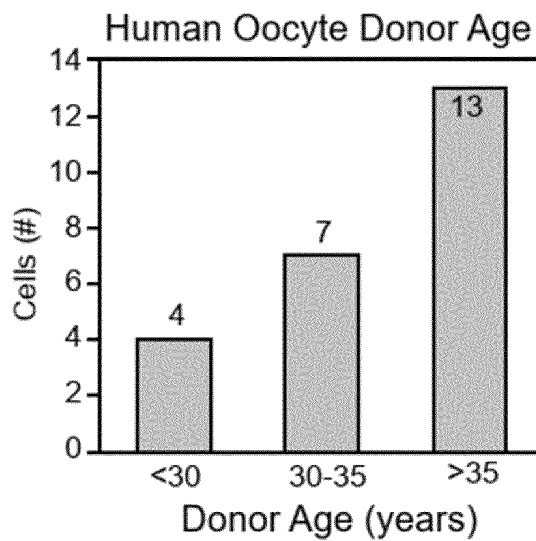 Human Oocyte Donor Age
14
12
10
8
6
4
2
0
Cells (#)
4
7
13
<30 30-35 >35
Donor Age (years)